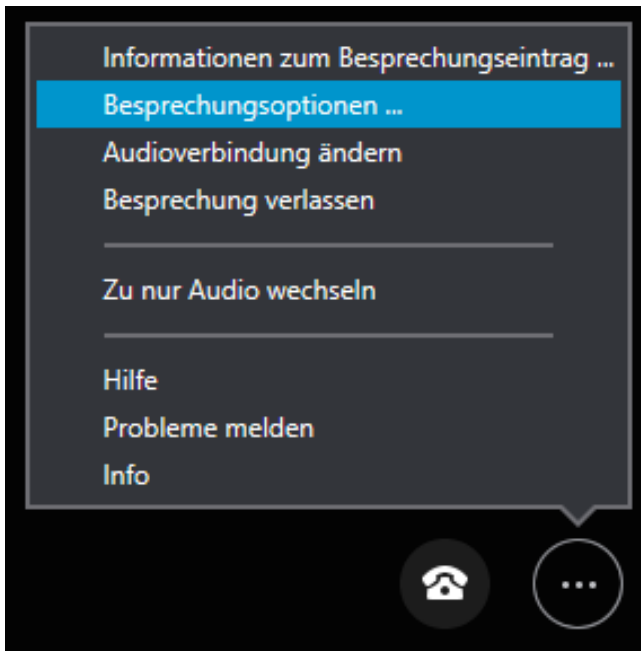 Informationen zum Besprechungseintrag ...
Besprechungsoptionen ...
Audioverbindung ändern
Besprechung verlassen
Zu nur Audio wechseln
Hilfe
Probleme melden
Info